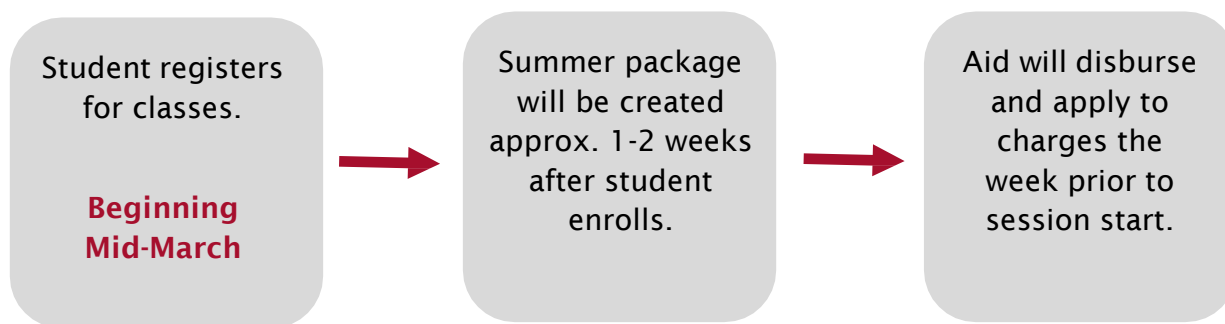 Student registers
for classes.
Beginning
Mid-March
Summer package
will be created
approx. 1-2 weeks
after student
enrolls.
Aid will disburse
and apply to
charges the
week prior to
session start.